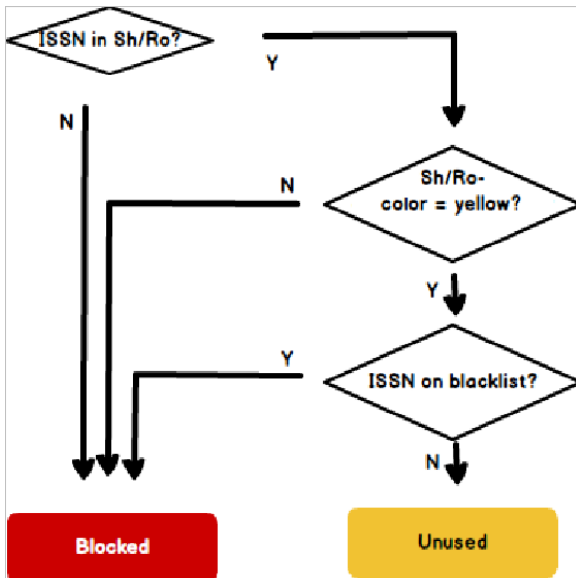 ISSN in Sh/Ro?
Y
N
Sh/Ro-
color = yellow?
N
Y
ISSN on blacklist?
Y
N
Blocked
Unused